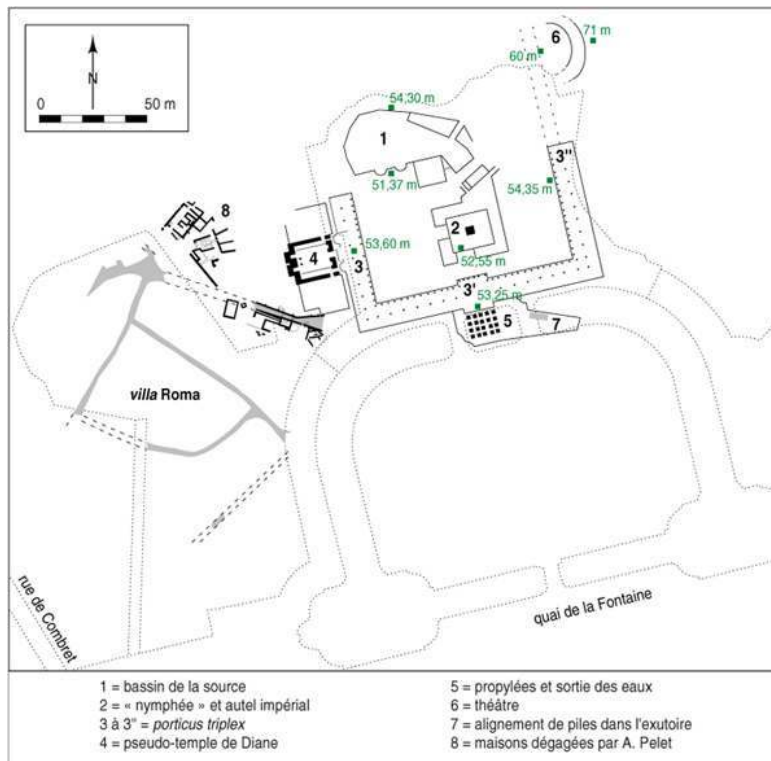 N
0 50 m
6
71 m
60 m
54,30 m
1
3"
51,37 m
54,35 m
8
2
4
53,60 m
3
52,55 m
3'
53,25 m
5
7
villa Roma
rue de Combret
quai de la Fontaine
1 = bassin de la source
2 = « nymphée » et autel impérial
3 à 3" = porticus triplex
4 = pseudo-temple de Diane
5 = propylées et sortie des eaux
6 = théâtre
7 = alignement de piles dans l'exutoire
8 = maisons dégagées par A. Pelet